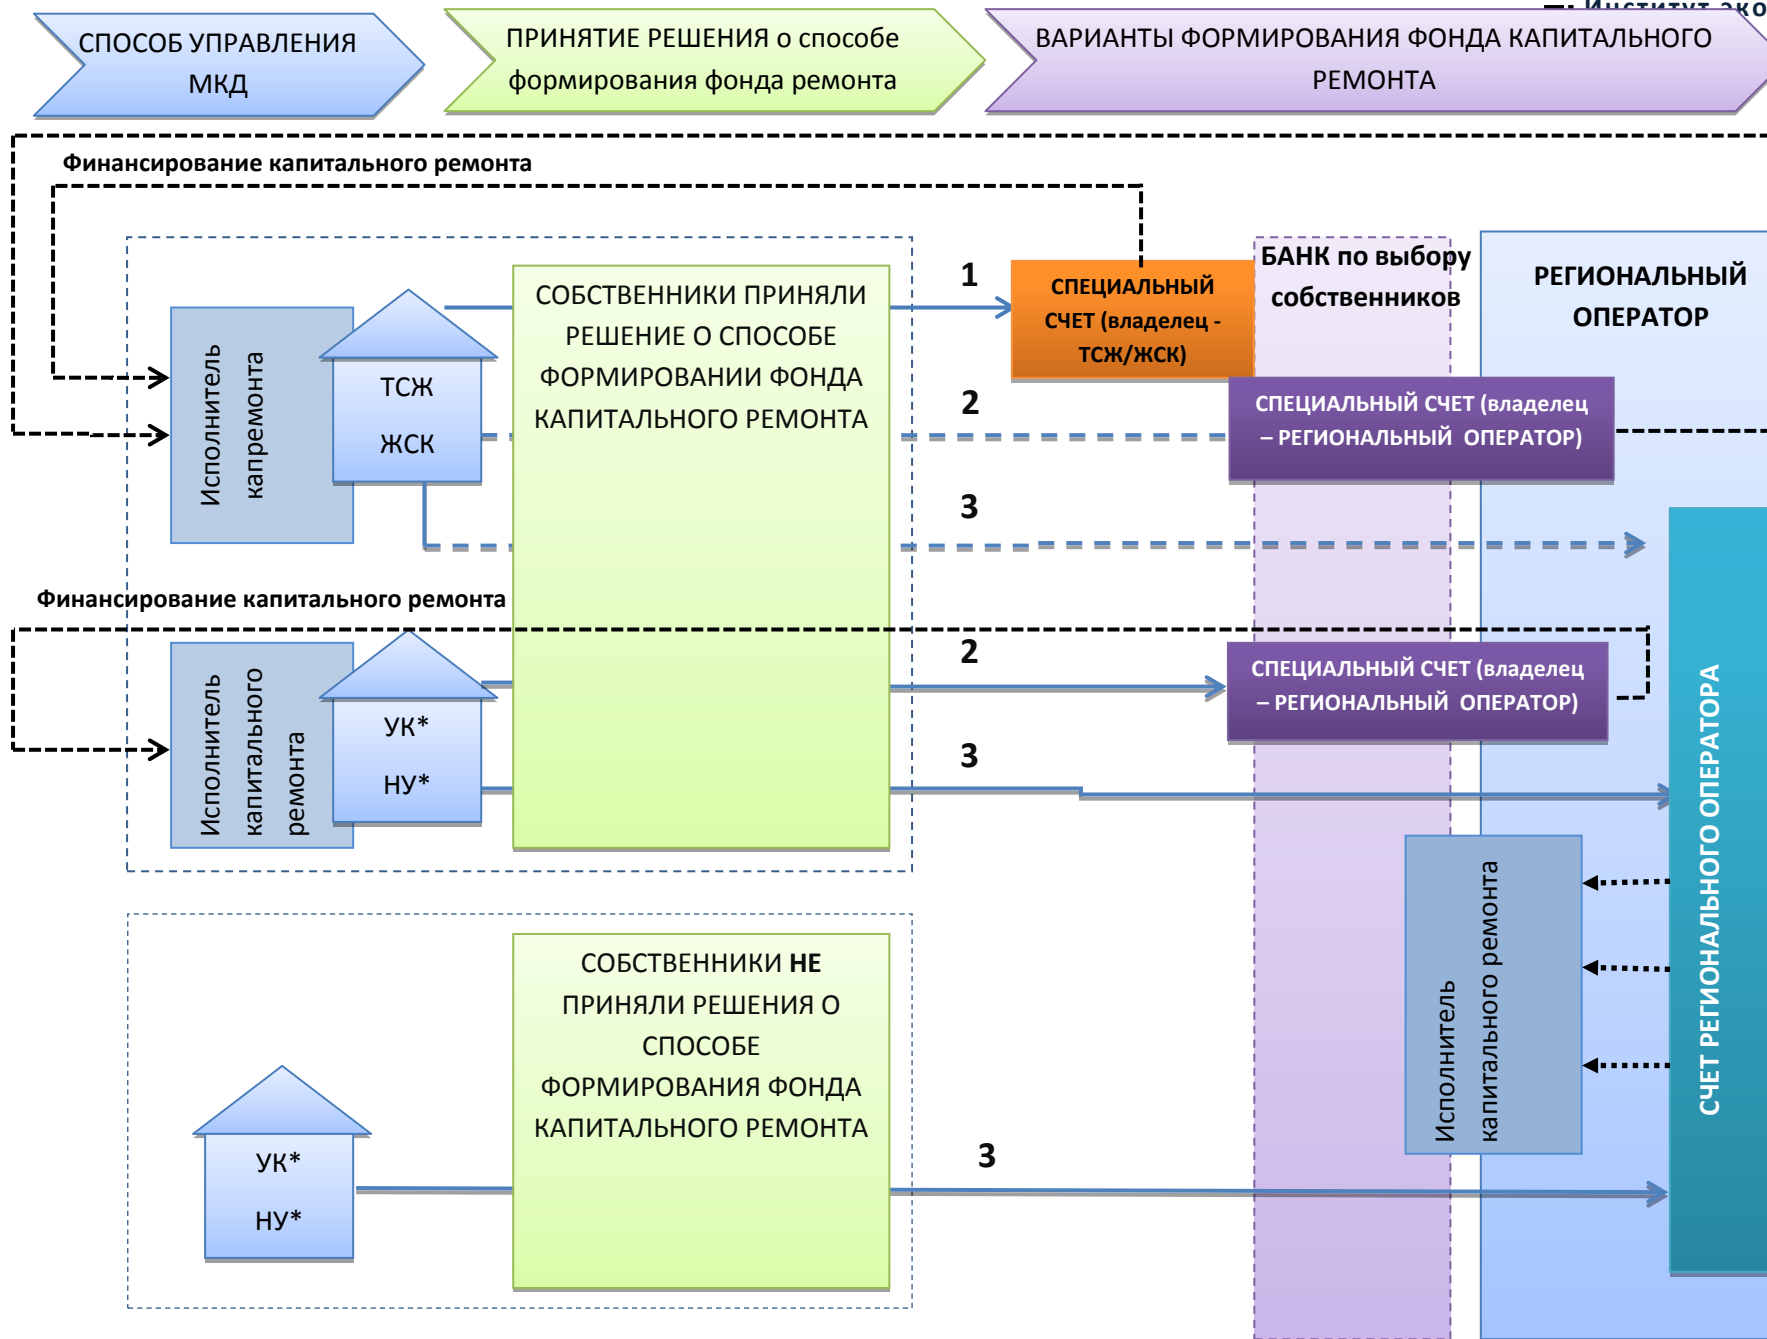 Институт эко
СПОСОБ УПРАВЛЕНИЯ
МКД
ПРИНЯТИЕ РЕШЕНИЯ о способе
формирования фонда ремонта
ВАРИАНТЫ ФОРМИРОВАНИЯ ФОНДА КАПИТАЛЬНОГО
РЕМОНТА
Финансирование капитального ремонта
Исполнитель
капремонта
ТСЖ
ЖСК
СОБСТВЕННИКИ ПРИНЯЛИ
РЕШЕНИЕ О СПОСОБЕ
ФОРМИРОВАНИИ ФОНДА
КАПИТАЛЬНОГО РЕМОНТА
1
СПЕЦИАЛЬНЫЙ
СЧЕТ (владелец -
ТСЖ/ЖСК)
БАНК по выбору
собственников
РЕГИОНАЛЬНЫЙ
ОПЕРАТОР
2
СПЕЦИАЛЬНЫЙ СЧЕТ (владелец
– РЕГИОНАЛЬНЫЙ ОПЕРАТОР)
3
Финансирование капитального ремонта
Исполнитель
капитального
ремонта
УК*
НУ*
2
СПЕЦИАЛЬНЫЙ СЧЕТ (владелец
– РЕГИОНАЛЬНЫЙ ОПЕРАТОР)
3
СЧЕТ РЕГИОНАЛЬНОГО ОПЕРАТОРА
Исполнитель
капитального ремонта
СОБСТВЕННИКИ НЕ
ПРИНЯЛИ РЕШЕНИЯ О
СПОСОБЕ
ФОРМИРОВАНИЯ ФОНДА
КАПИТАЛЬНОГО РЕМОНТА
УК*
НУ*
3